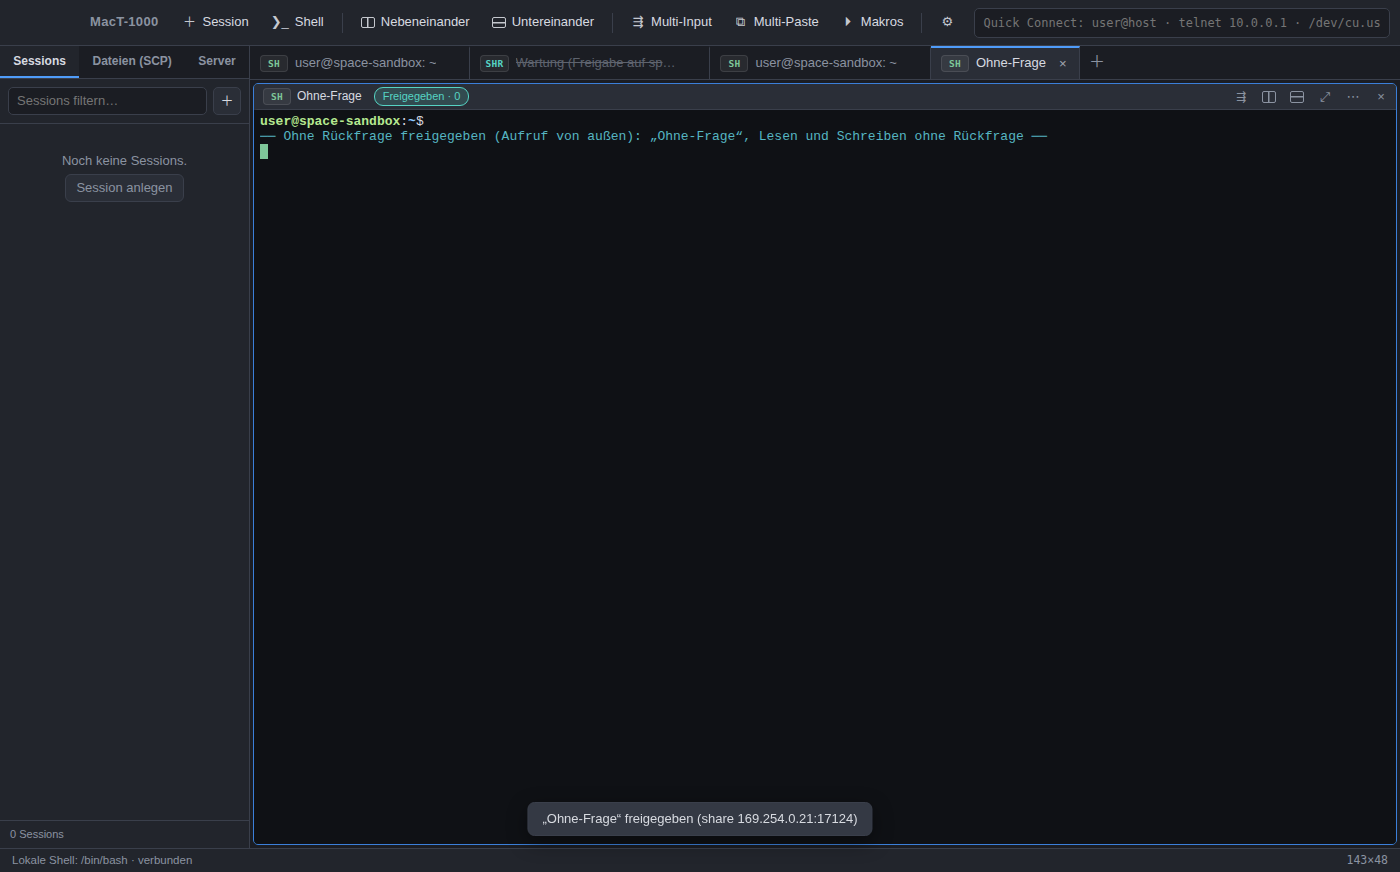 MacT-1000
+ Session
❯_ Shell
Nebeneinander
Untereinander
Multi-Input
Multi-Paste
Makros
Quick Connect: user@host · telnet 10.0.0.1 · /dev/cu.us
Sessions
Dateien (SCP)
Server
SH user@space-sandbox: ~
SHR Wartung (Freigabe auf sp…
SH user@space-sandbox: ~
SH Ohne-Frage ×
+
Sessions filtern…
+
Noch keine Sessions.
Session anlegen
0 Sessions
SH Ohne-Frage Freigegeben · 0
⋯ ×
user@space-sandbox:~$
── Ohne Rückfrage freigegeben (Aufruf von außen): „Ohne-Frage“, Lesen und Schreiben ohne Rückfrage ──
„Ohne-Frage“ freigegeben (share 169.254.0.21:17124)
Lokale Shell: /bin/bash · verbunden
143×48